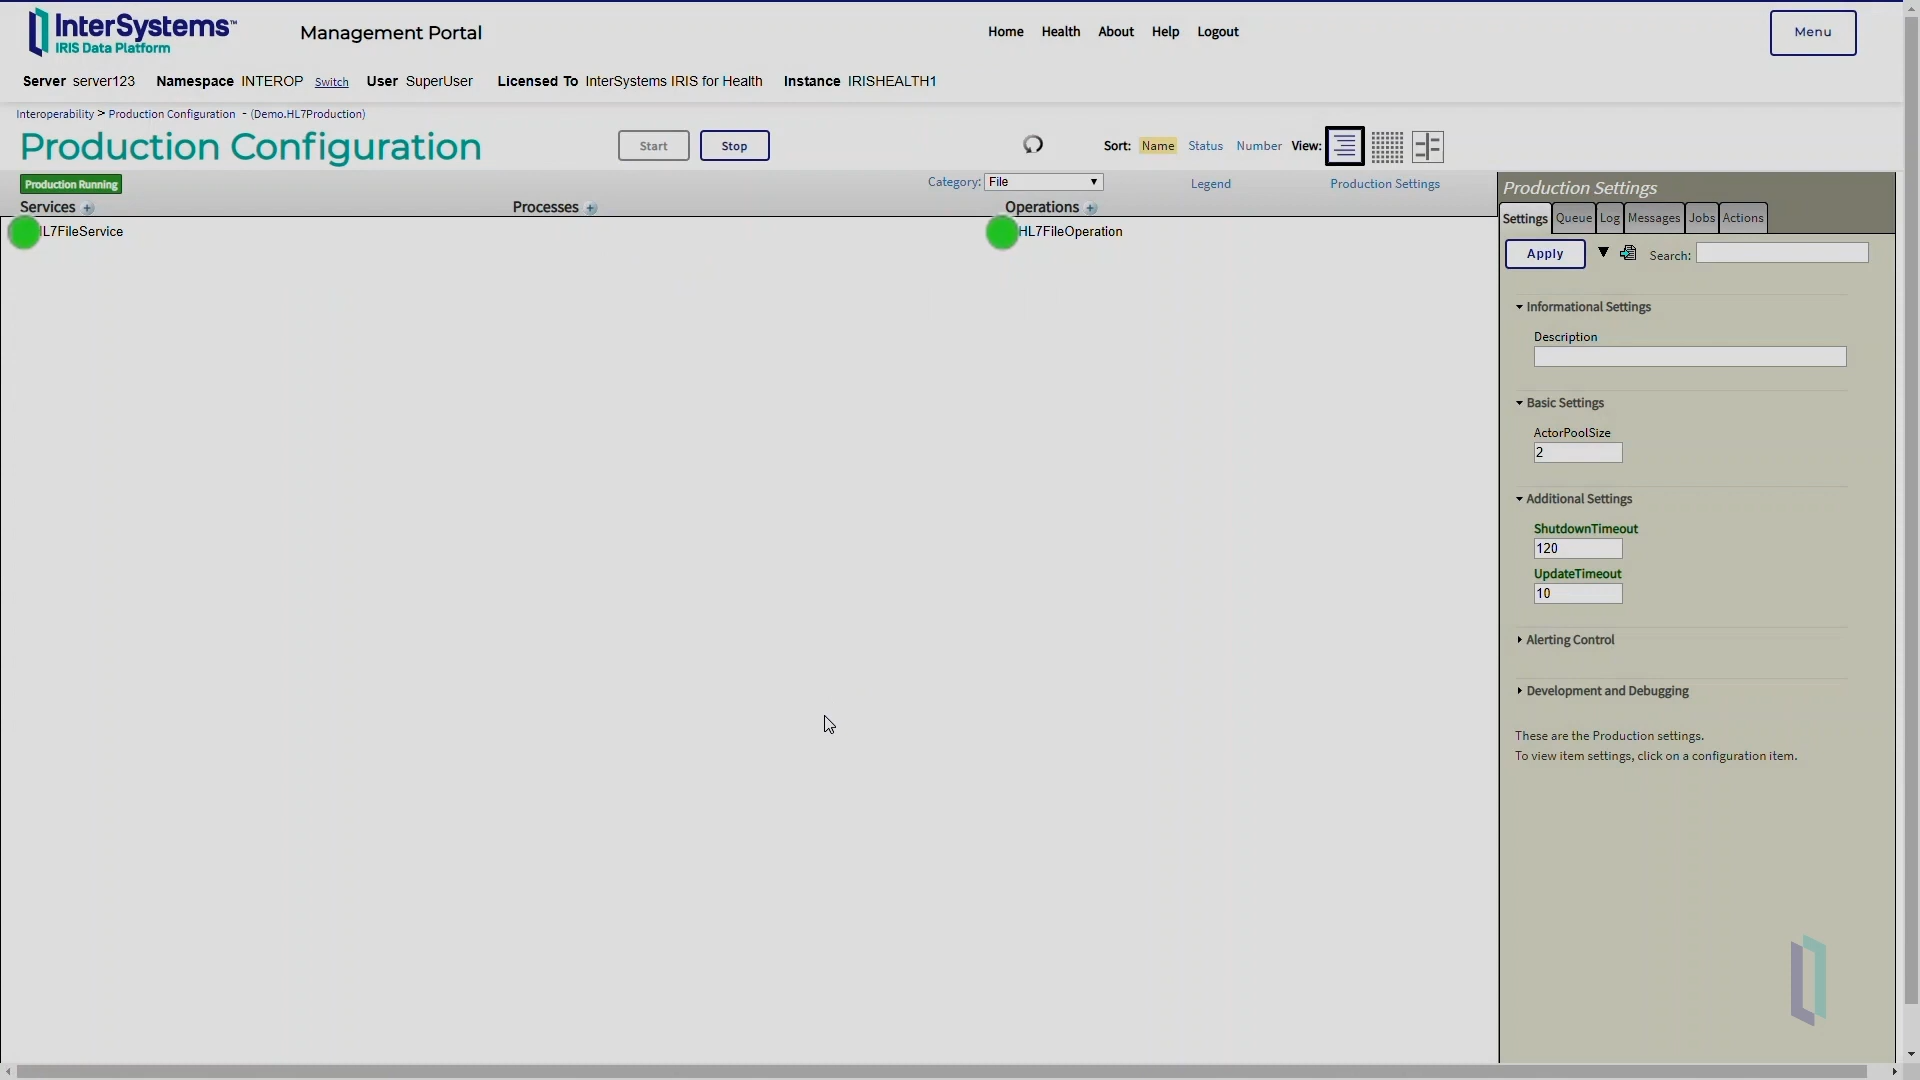 InterSystems™
IRIS Data Platform
Management Portal
Home Health About Help Logout
Menu
Server server123 Namespace INTEROP Switch User SuperUser Licensed To InterSystems IRIS for Health Instance IRISHEALTH1
Interoperability > Production Configuration - (Demo.HL7Production)
Production Configuration
Start Stop
Sort: Name Status Number View:
Production Running
Category: File
Legend
Production Settings
Services
Processes
Operations
L7FileService
HL7FileOperation
Production Settings
Settings Queue Log Messages Jobs Actions
Apply
Search:
Informational Settings
Description
Basic Settings
ActorPoolSize
2
Additional Settings
ShutdownTimeout
120
UpdateTimeout
10
Alerting Control
Development and Debugging
These are the Production settings.
To view item settings, click on a configuration item.